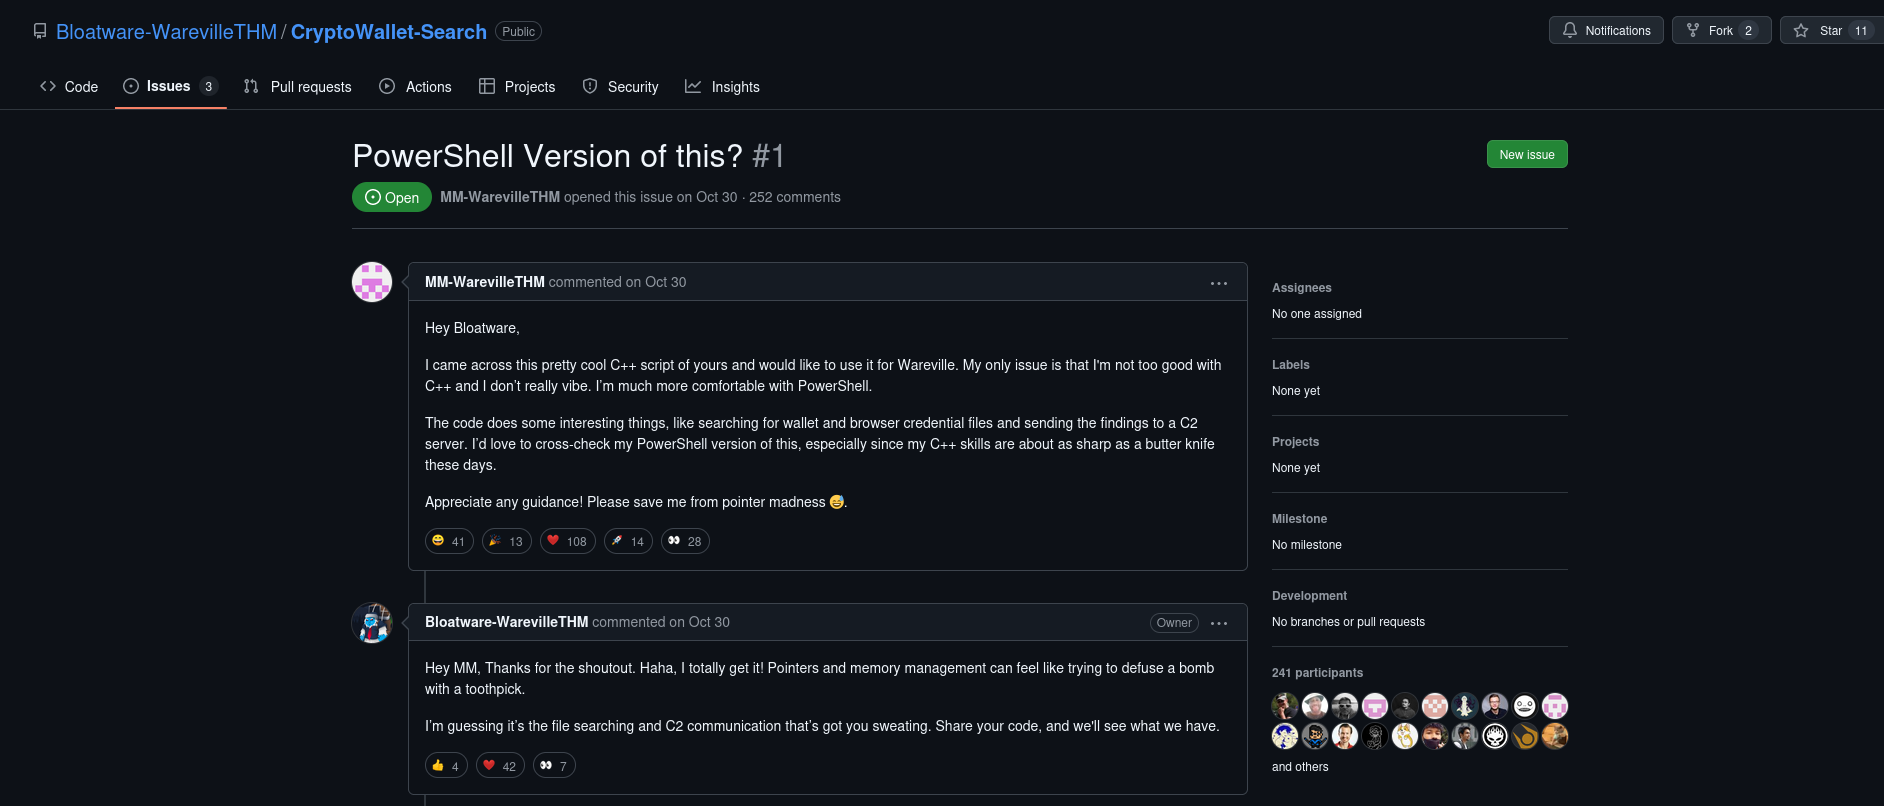 Bloatware-WarevilleTHM / CryptoWallet-Search Public
Notifications Fork 2 Star 11
Code Issues 3 Pull requests Actions Projects Security Insights
PowerShell Version of this? #1
New issue
Open MM-WarevilleTHM opened this issue on Oct 30 · 252 comments
MM-WarevilleTHM commented on Oct 30
Hey Bloatware,
I came across this pretty cool C++ script of yours and would like to use it for Wareville. My only issue is that I'm not too good with
C++ and I don't really vibe. I'm much more comfortable with PowerShell.
The code does some interesting things, like searching for wallet and browser credential files and sending the findings to a C2
server. I'd love to cross-check my PowerShell version of this, especially since my C++ skills are about as sharp as a butter knife
these days.
Appreciate any guidance! Please save me from pointer madness 😅.
😄 41 🎉 13 ❤️ 108 🚀 14 👀 28
Bloatware-WarevilleTHM commented on Oct 30 Owner
Hey MM, Thanks for the shoutout. Haha, I totally get it! Pointers and memory management can feel like trying to defuse a bomb
with a toothpick.
I'm guessing it's the file searching and C2 communication that's got you sweating. Share your code, and we'll see what we have.
👍 4 ❤️ 42 👀 7
Assignees
No one assigned
Labels
None yet
Projects
None yet
Milestone
No milestone
Development
No branches or pull requests
241 participants
and others